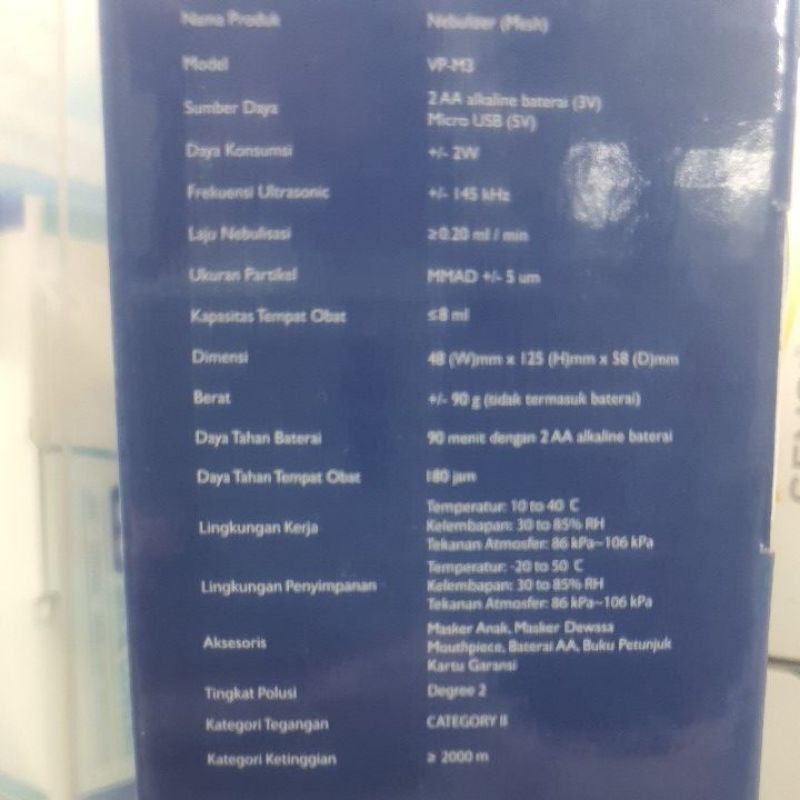 Nama Produk Nebulizer (Mesh)
Model VP-M3
Sumber Daya 2 AA alkaline baterai (3V)
Micro USB (5V)
Daya Konsumsi +/- 2W
Frekuensi Ultrasonic +/- 145 kHz
Laju Nebulisasi ≥0.20 ml / min
Ukuran Partikel MMAD +/- 5 um
Kapasitas Tempat Obat ≤8 ml
Dimensi 48 (W)mm x 125 (H)mm x 58 (D)mm
Berat +/- 90 g (tidak termasuk baterai)
Daya Tahan Baterai 90 menit dengan 2 AA alkaline baterai
Daya Tahan Tempat Obat 180 jam
Lingkungan Kerja Temperatur: 10 to 40 C
Kelembapan: 30 to 85% RH
Tekanan Atmosfer: 86 kPa~106 kPa
Lingkungan Penyimpanan Temperatur: -20 to 50 C
Kelembapan: 30 to 85% RH
Tekanan Atmosfer: 86 kPa~106 kPa
Aksesoris Masker Anak, Masker Dewasa
Mouthpiece, Baterai AA, Buku Petunjuk
Kartu Garansi
Tingkat Polusi Degree 2
Kategori Tegangan CATEGORY II
Kategori Ketinggian ≥ 2000 m